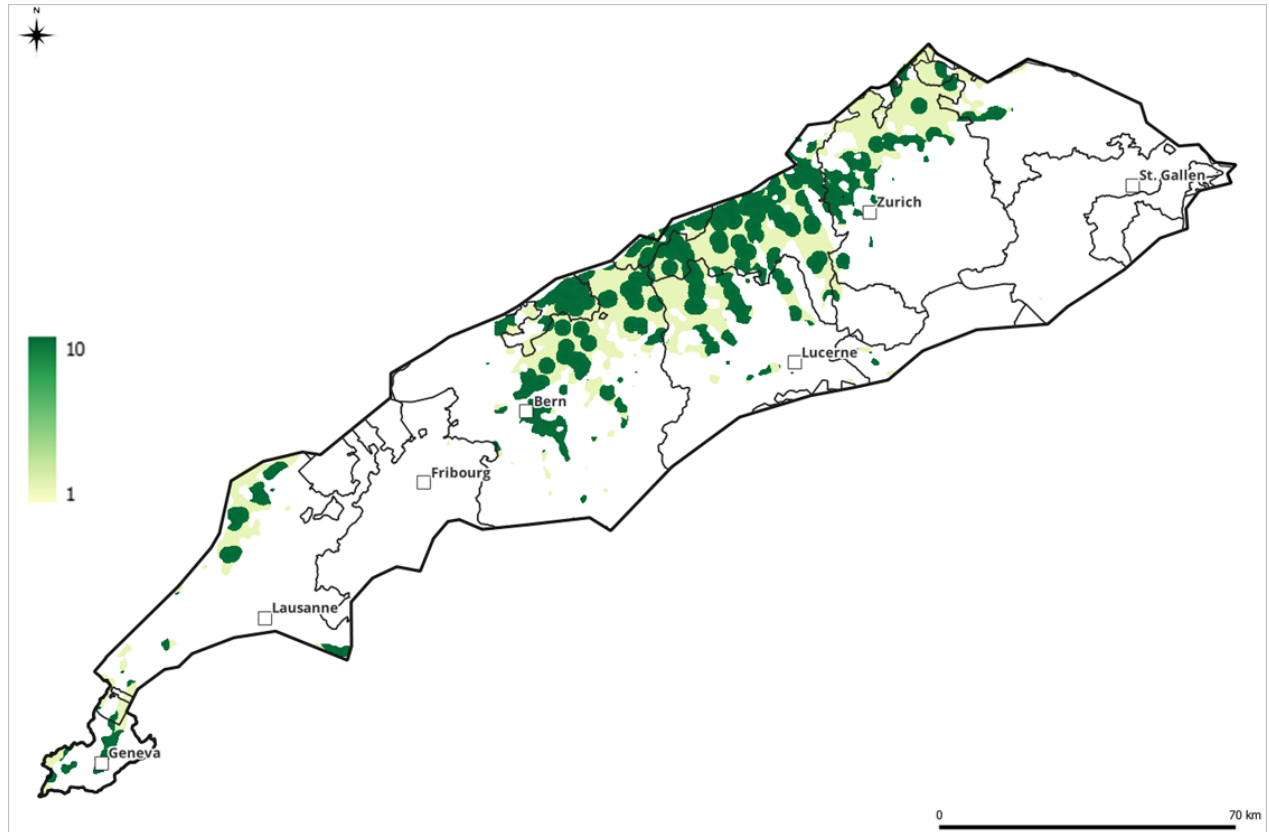 N
St. Gallen
Zurich
10
Lucerne
Bern
Fribourg
1
Lausanne
Geneva
0 70 km